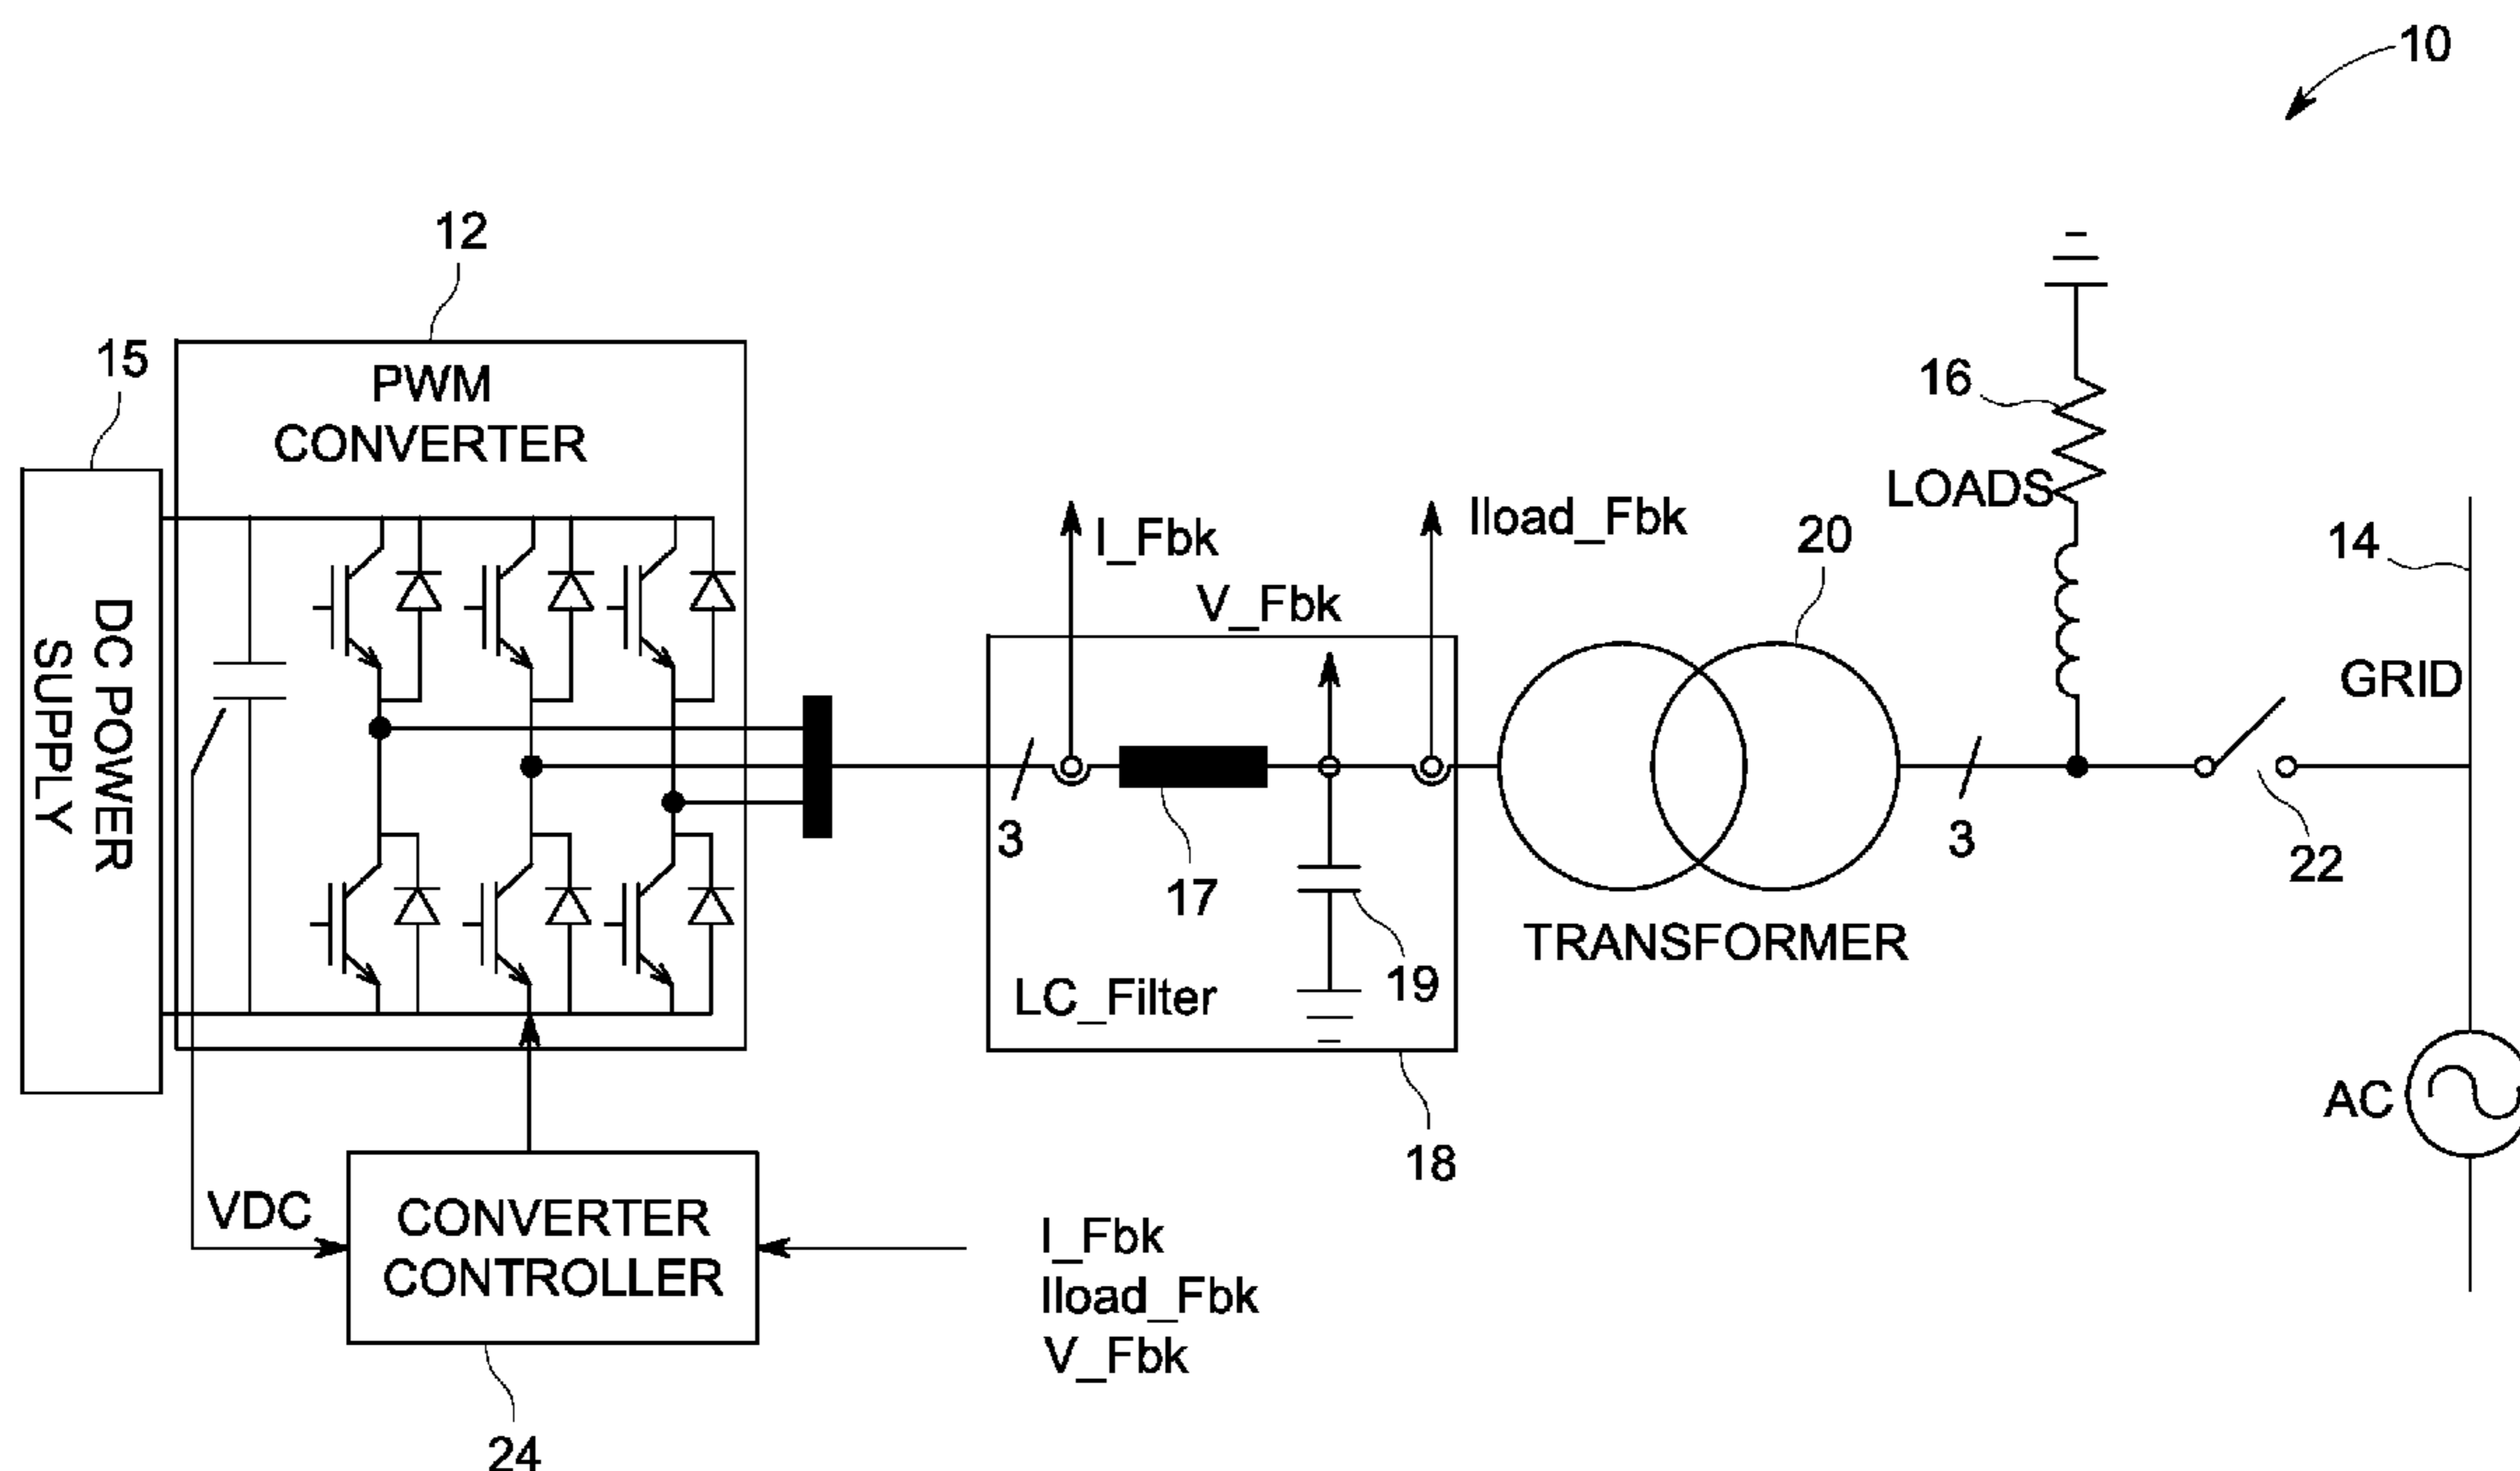 10
12
15
PWM
CONVERTER
DC POWER
SUPPLY
I_Fbk
V_Fbk
Iload_Fbk
20
16
LOADS
14
GRID
3
17
19
LC_Filter
18
TRANSFORMER
3
22
AC
VDC
CONVERTER
CONTROLLER
24
I_Fbk
Iload_Fbk
V_Fbk